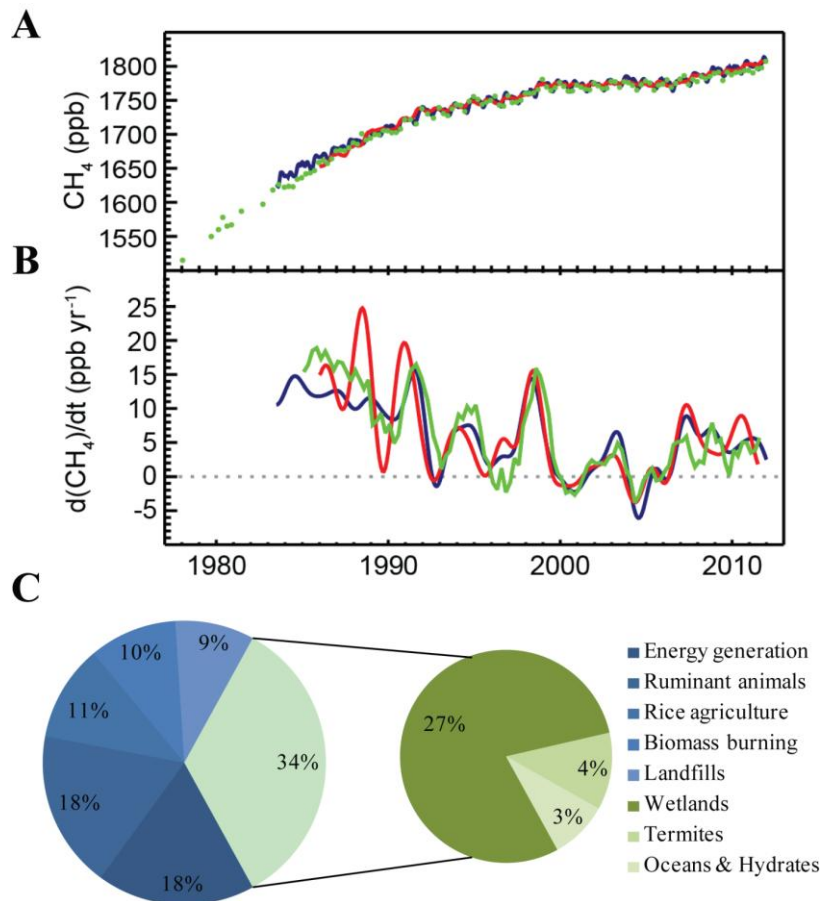 A
CH4 (ppb)
1800
1750
1700
1650
1600
1550
B
d(CH4)/dt (ppb yr-1)
25
20
15
10
5
0
-5
1980 1990 2000 2010
C
9%
10%
11%
18%
18%
34%
27%
4%
3%
Energy generation
Ruminant animals
Rice agriculture
Biomass burning
Landfills
Wetlands
Termites
Oceans & Hydrates